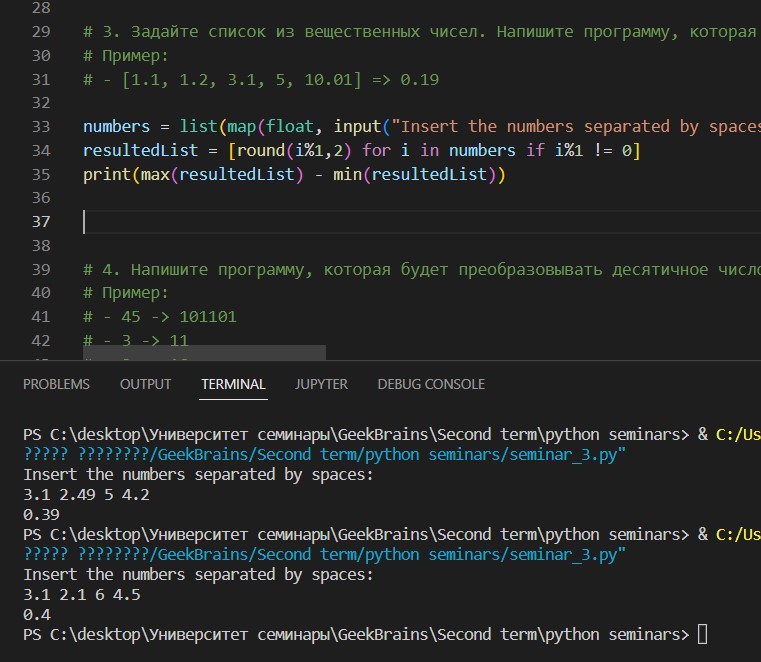 28
29 # 3. Задайте список из вещественных чисел. Напишите программу, которая
30 # Пример:
31 # - [1.1, 1.2, 3.1, 5, 10.01] => 0.19
32
33 numbers = list(map(float, input("Insert the numbers separated by spaces
34 resultedList = [round(i%1,2) for i in numbers if i%1 != 0]
35 print(max(resultedList) - min(resultedList))
36
37
38
39 # 4. Напишите программу, которая будет преобразовывать десятичное число
40 # Пример:
41 # - 45 -> 101101
42 # - 3 -> 11
PROBLEMS OUTPUT TERMINAL JUPYTER DEBUG CONSOLE
PS C:\desktop\Университет семинары\GeekBrains\Second term\python seminars> & C:/Us
????? ????????/GeekBrains/Second term/python seminars/seminar_3.py"
Insert the numbers separated by spaces:
3.1 2.49 5 4.2
0.39
PS C:\desktop\Университет семинары\GeekBrains\Second term\python seminars> & C:/Us
????? ????????/GeekBrains/Second term/python seminars/seminar_3.py"
Insert the numbers separated by spaces:
3.1 2.1 6 4.5
0.4
PS C:\desktop\Университет семинары\GeekBrains\Second term\python seminars>